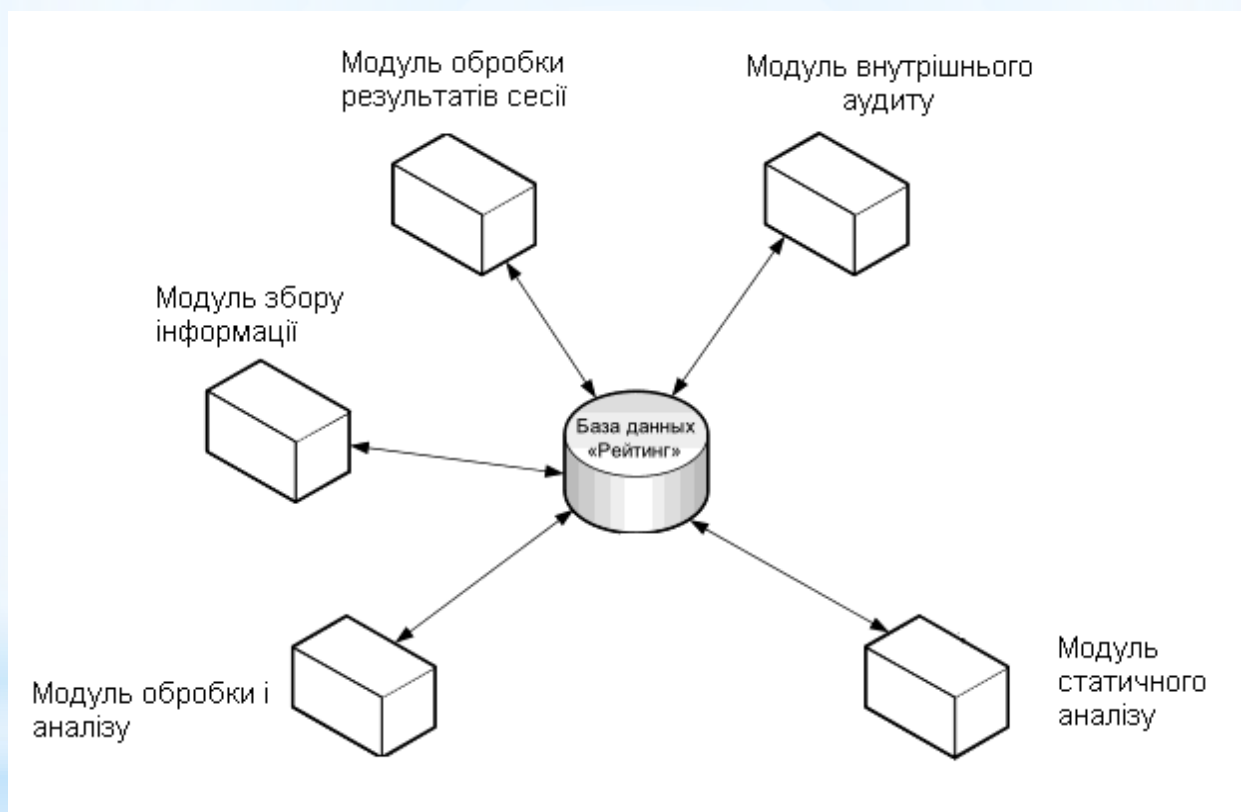 Модуль обробки
результатів сесії
Модуль внутрішнього
аудиту
Модуль збору
інформації
База данных
«Рейтинг»
Модуль обробки і
аналізу
Модуль
статичного
аналізу